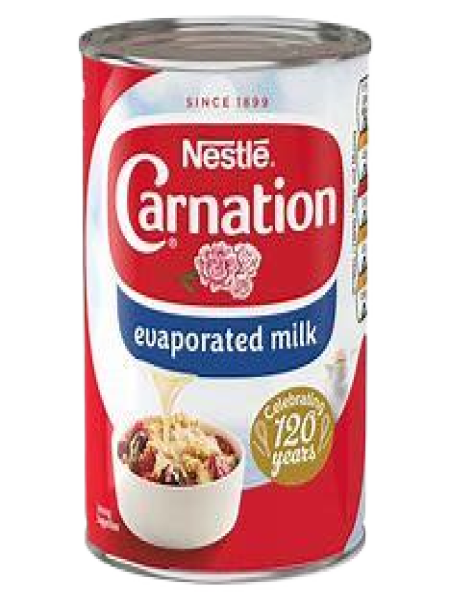 SINCE 1899
Nestlé.
Carnation
®
evaporated milk
Celebrating
120
years